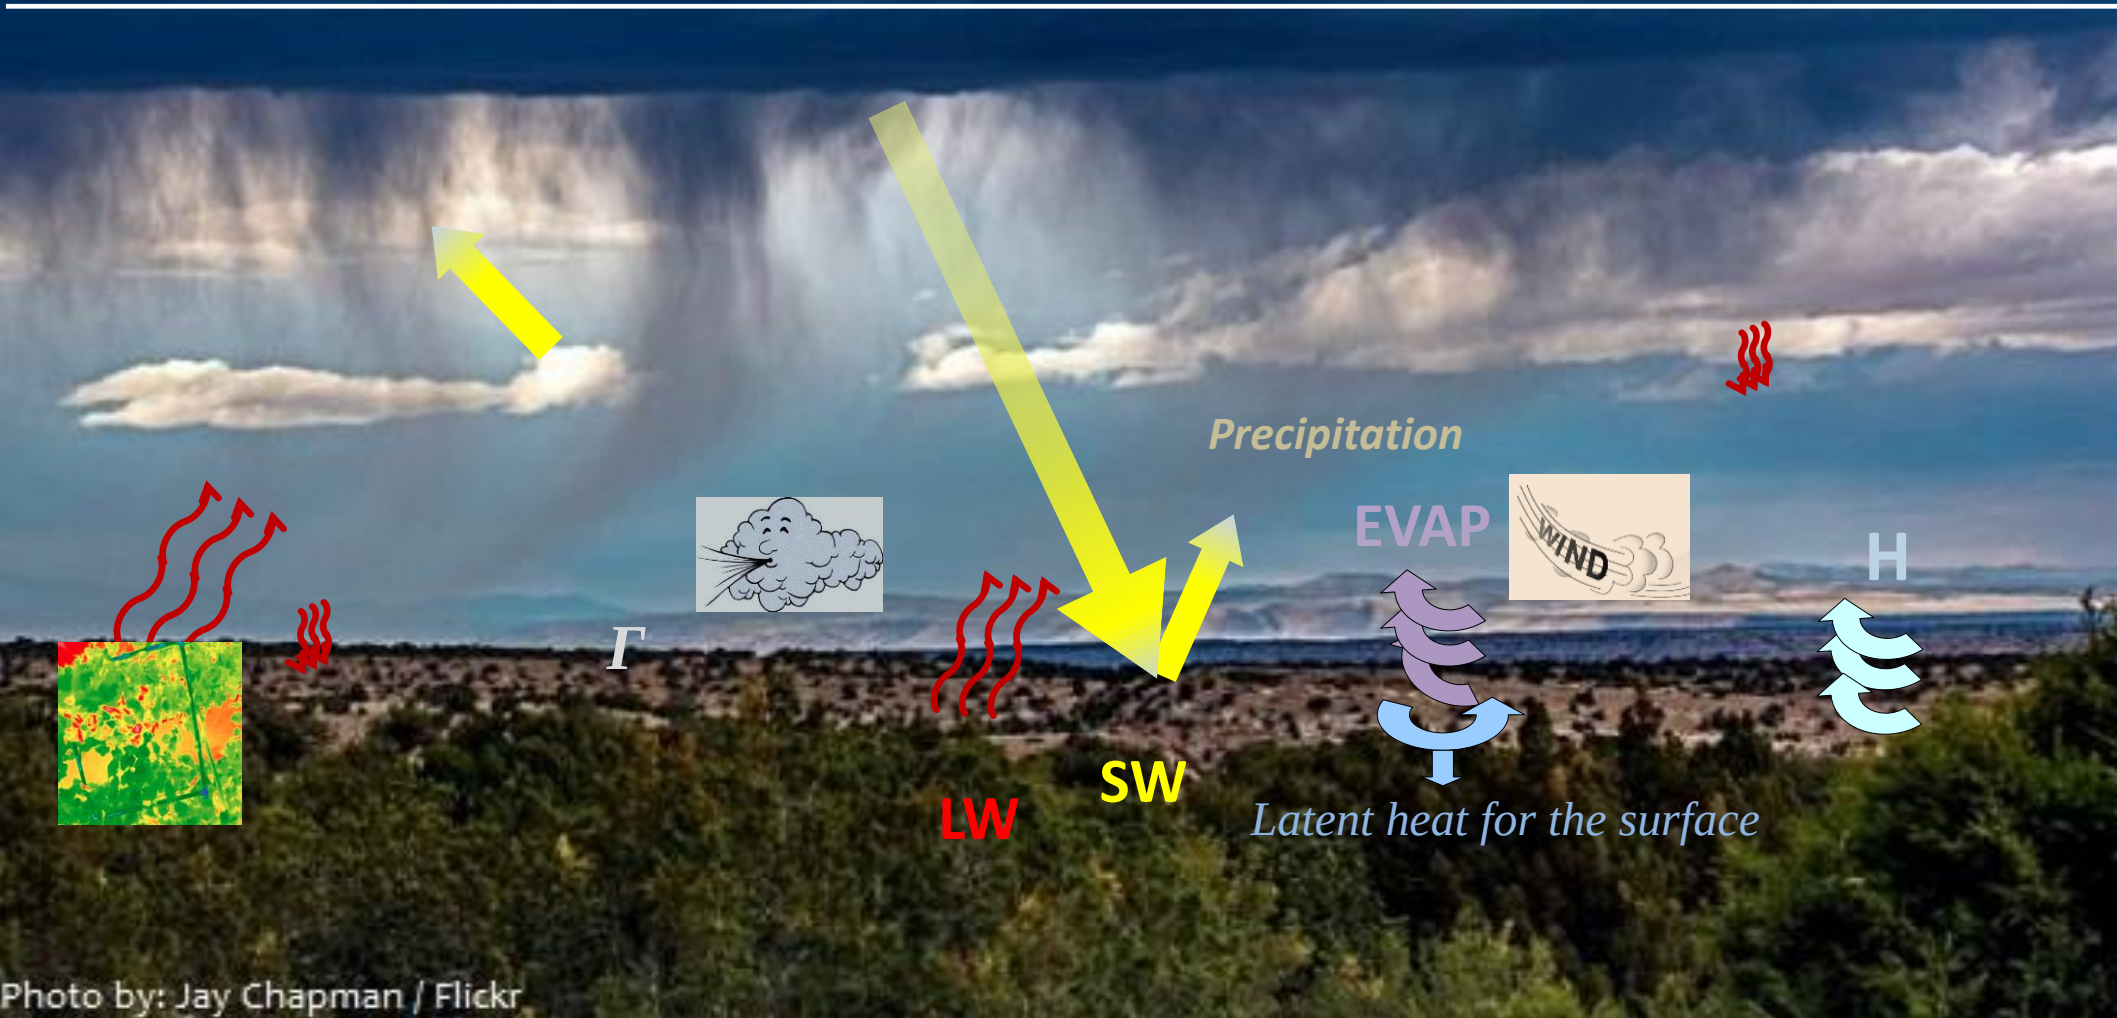 Precipitation
EVAP
WIND
H
Γ
SW
LW
Latent heat for the surface
Photo by: Jay Chapman / Flickr